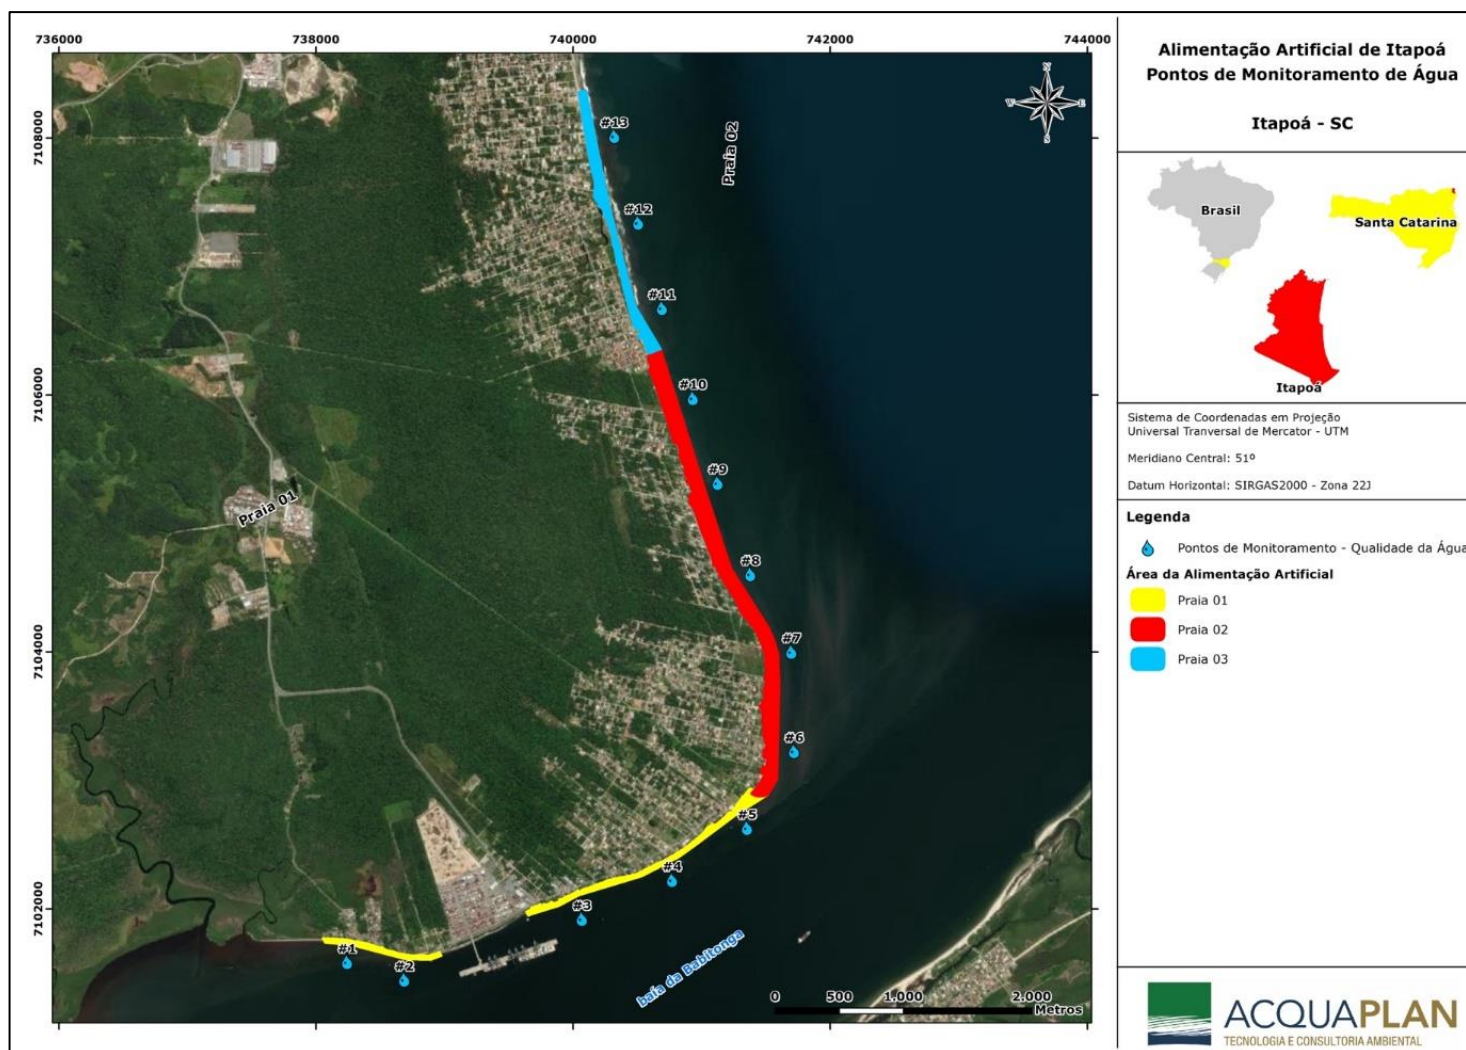 736000
738000
740000
742000
744000
7108000
7106000
7104000
7102000
#13
#12
#11
#10
#9
#8
#7
#6
#5
#4
#3
#2
#1
Praia 02
Praia 01
baía da Babitonga
0 500 1.000 2.000
Metros
N
W E
S
Alimentação Artificial de Itapoá
Pontos de Monitoramento de Água
Itapoá - SC
Brasil
Santa Catarina
Itapoá
Sistema de Coordenadas em Projeção
Universal Tranversal de Mercator - UTM
Meridiano Central: 51º
Datum Horizontal: SIRGAS2000 - Zona 22J
Legenda
Pontos de Monitoramento - Qualidade da Água
Área da Alimentação Artificial
Praia 01
Praia 02
Praia 03
ACQUAPLAN
TECNOLOGIA E CONSULTORIA AMBIENTAL